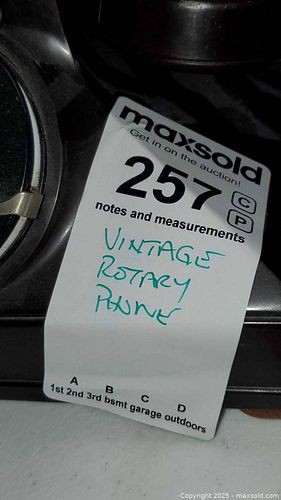 maxsold
Get in on the auction!
257 C
P
notes and measurements
VINTAGE
ROTARY
PHONE
A B C D
1st 2nd 3rd bsmt garage outdoors
Copyright © 2025 - maxsold.com